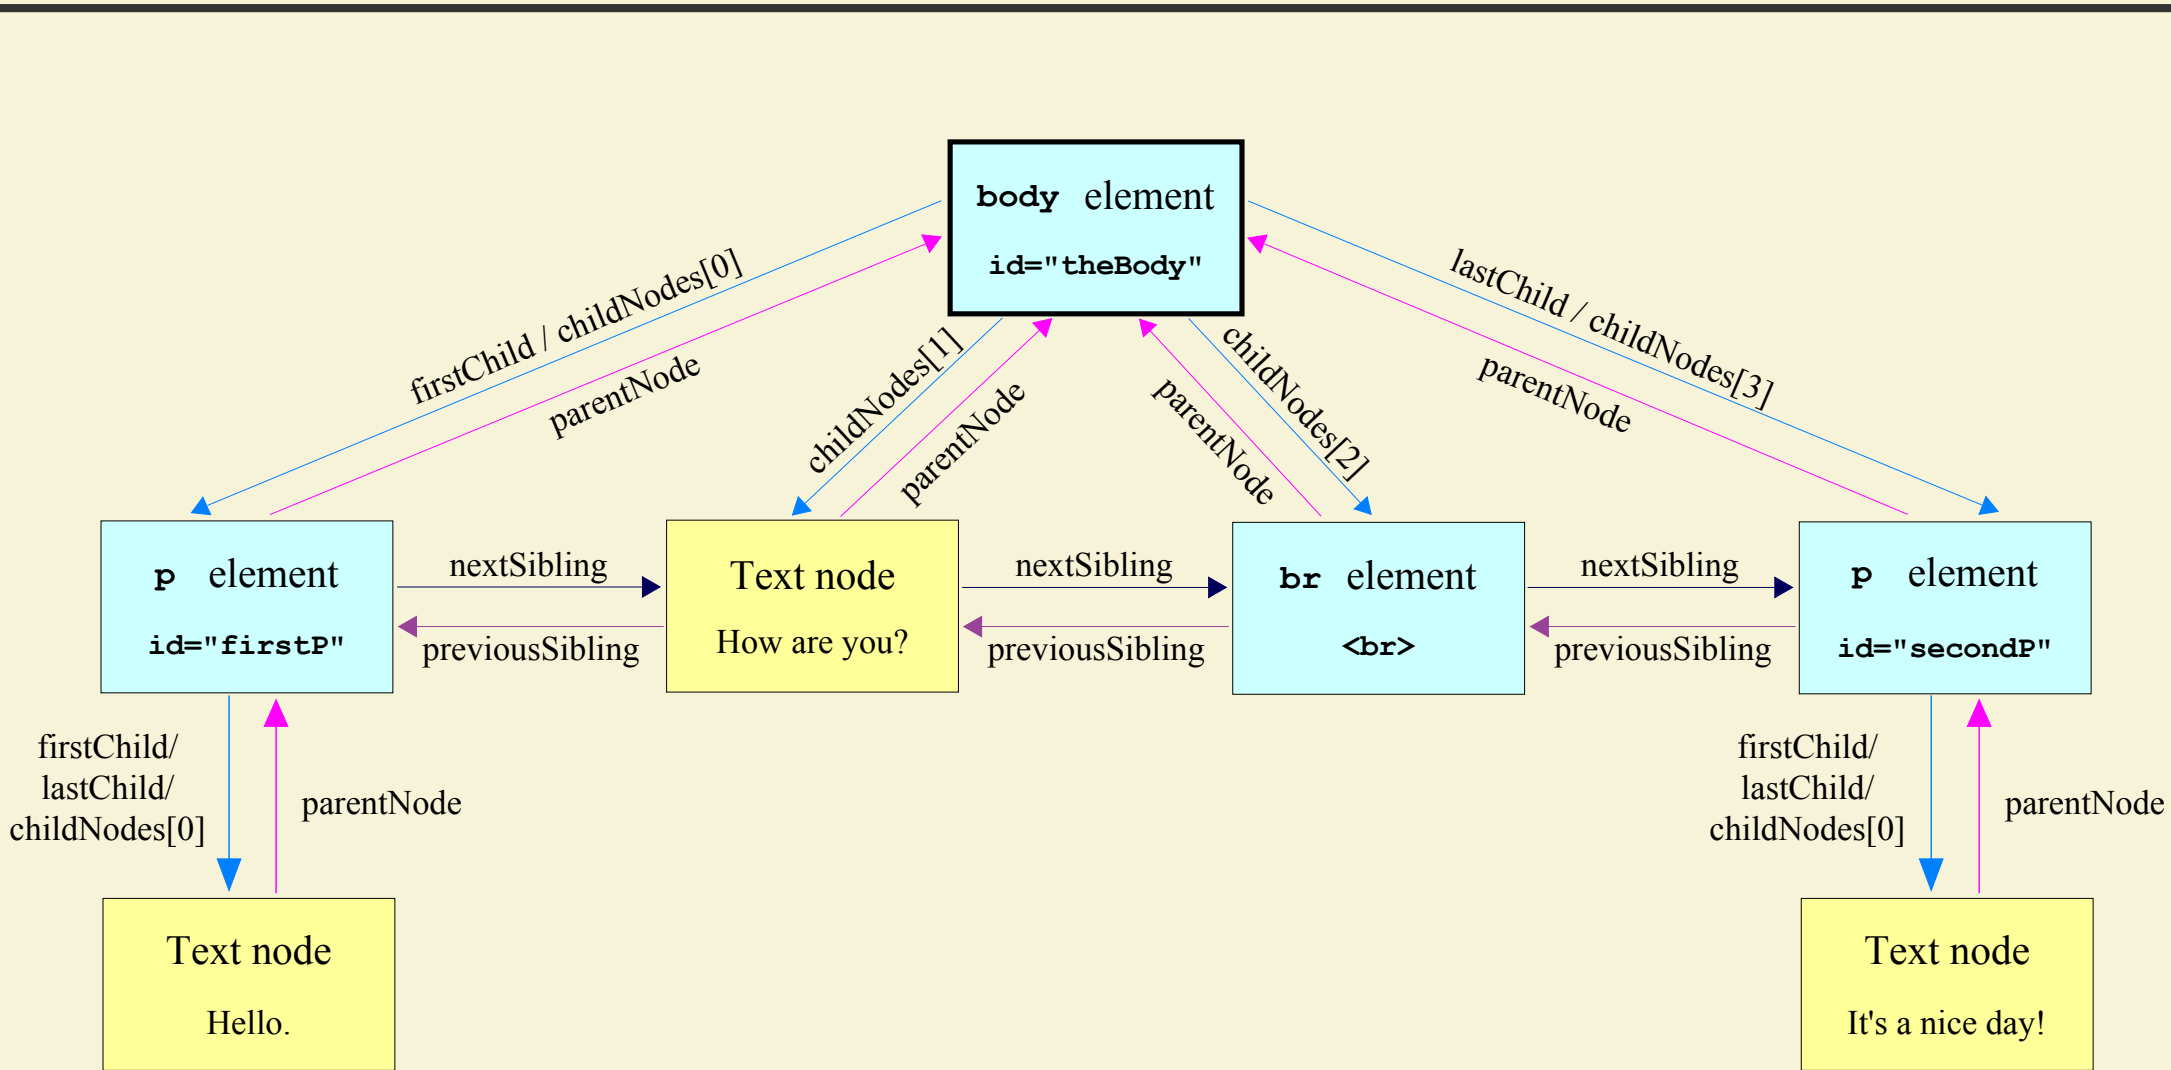 body element
id="theBody"
firstChild / childNodes[0]
parentNode
childNodes[1]
parentNode
parentNode
childNodes[2]
lastChild / childNodes[3]
parentNode
p element
id="firstP"
nextSibling
previousSibling
Text node
How are you?
nextSibling
previousSibling
br element
<br>
nextSibling
previousSibling
p element
id="secondP"
firstChild/
lastChild/
childNodes[0]
parentNode
firstChild/
lastChild/
childNodes[0]
parentNode
Text node
Hello.
Text node
It's a nice day!